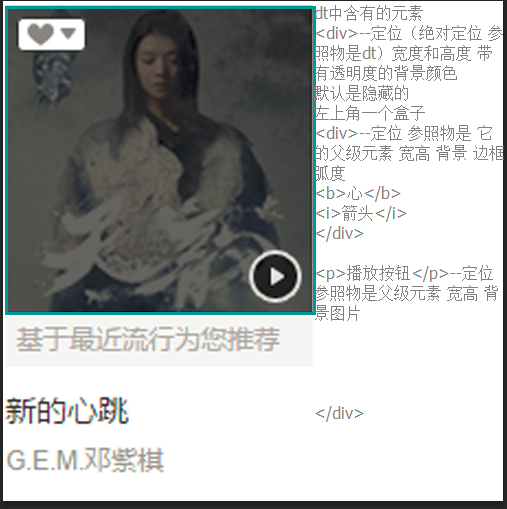 dt中含有的元素
<div>--定位（绝对定位 参
照物是dt）宽度和高度 带
有透明度的背景颜色
默认是隐藏的
左上角一个盒子
<div>--定位 参照物是 它
的父级元素 宽高 背景 边框
弧度
<b>心</b>
<i>箭头</i>
</div>
<p>播放按钮</p>--定位
参照物是父级元素 宽高 背
景图片
</div>
基于最近流行为您推荐
新的心跳
G.E.M.邓紫棋